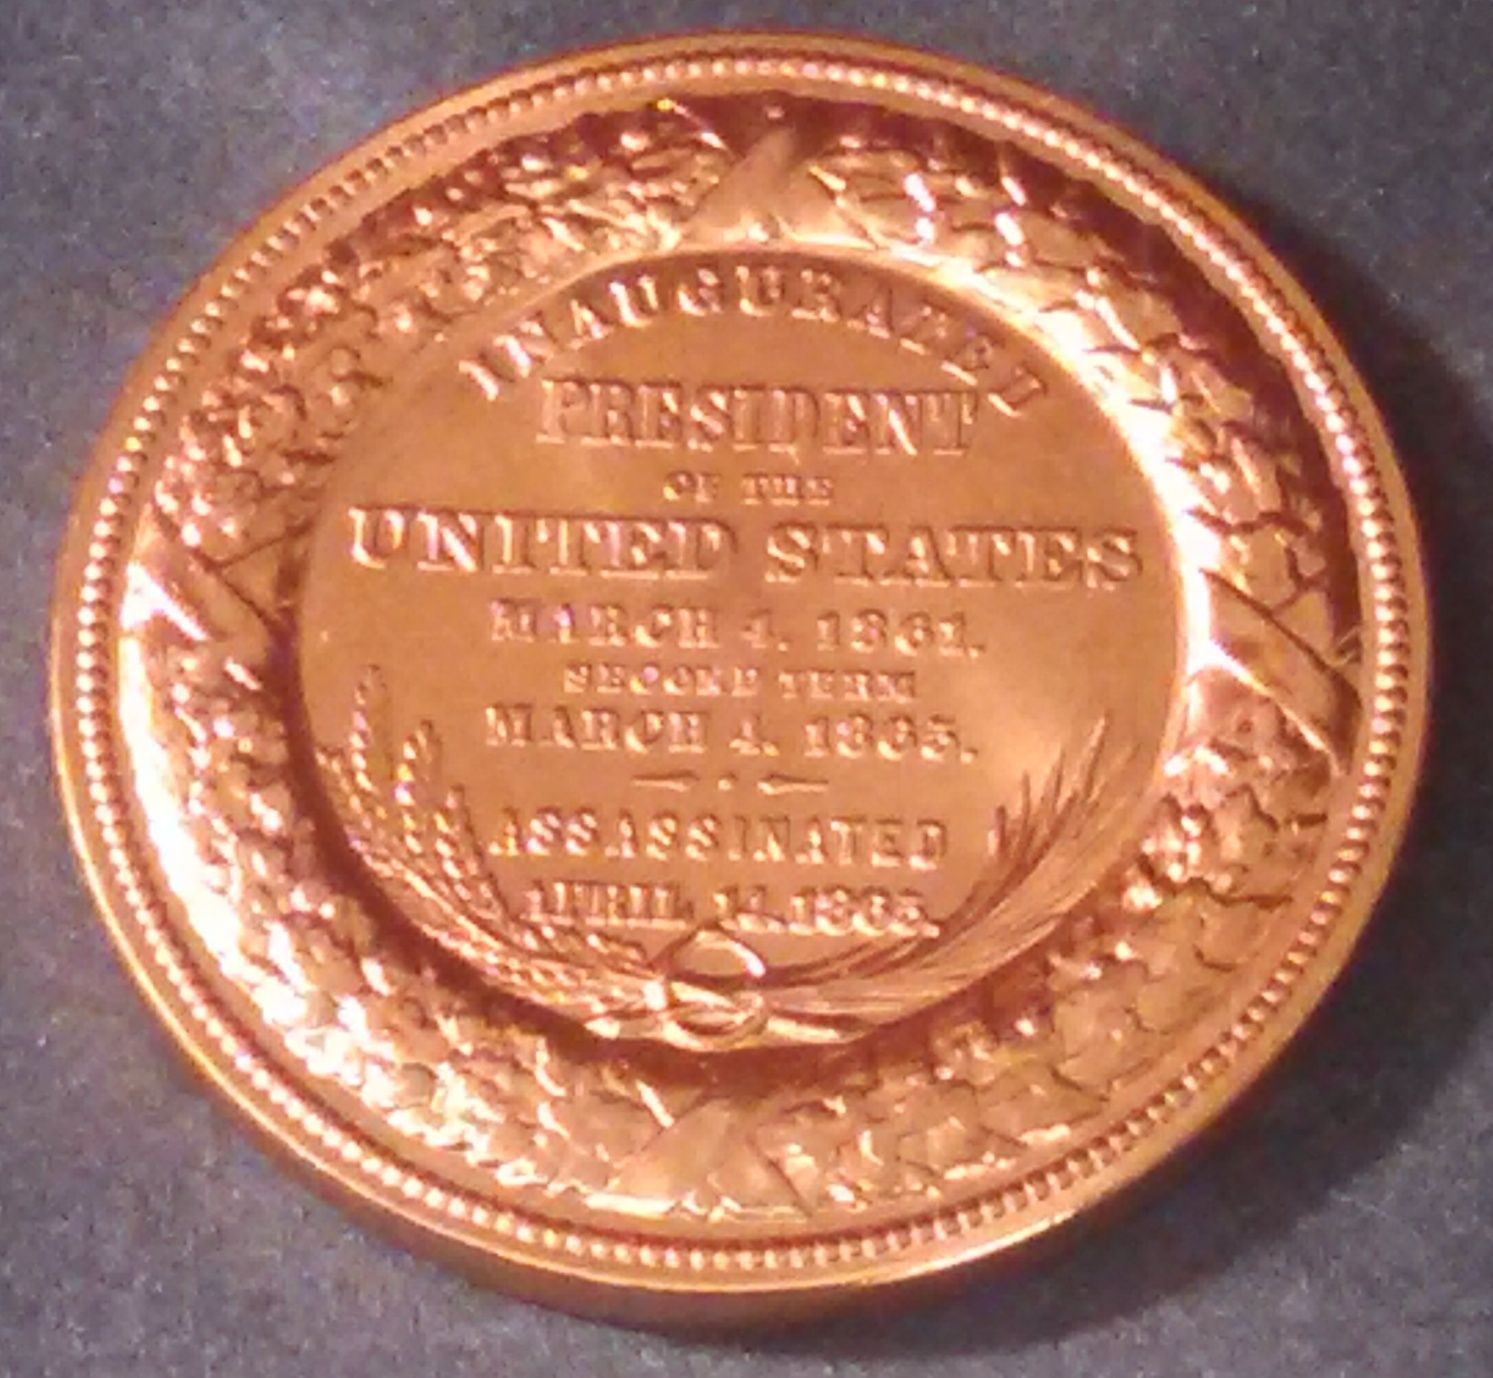 INAUGURATED
PRESIDENT
OF THE
UNITED STATES
MARCH 4. 1861.
SECOND TERM
MARCH 4. 1865.
ASSASSINATED
APRIL 14. 1865.